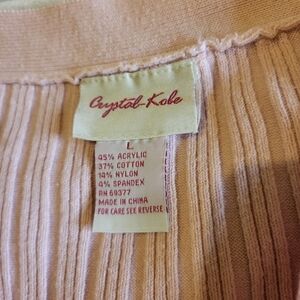 Crystal-Kobe
L
45% ACRYLIC
37% COTTON
14% NYLON
4% SPANDEX
RN 69377
MADE IN CHINA
FOR CARE SEE REVERSE